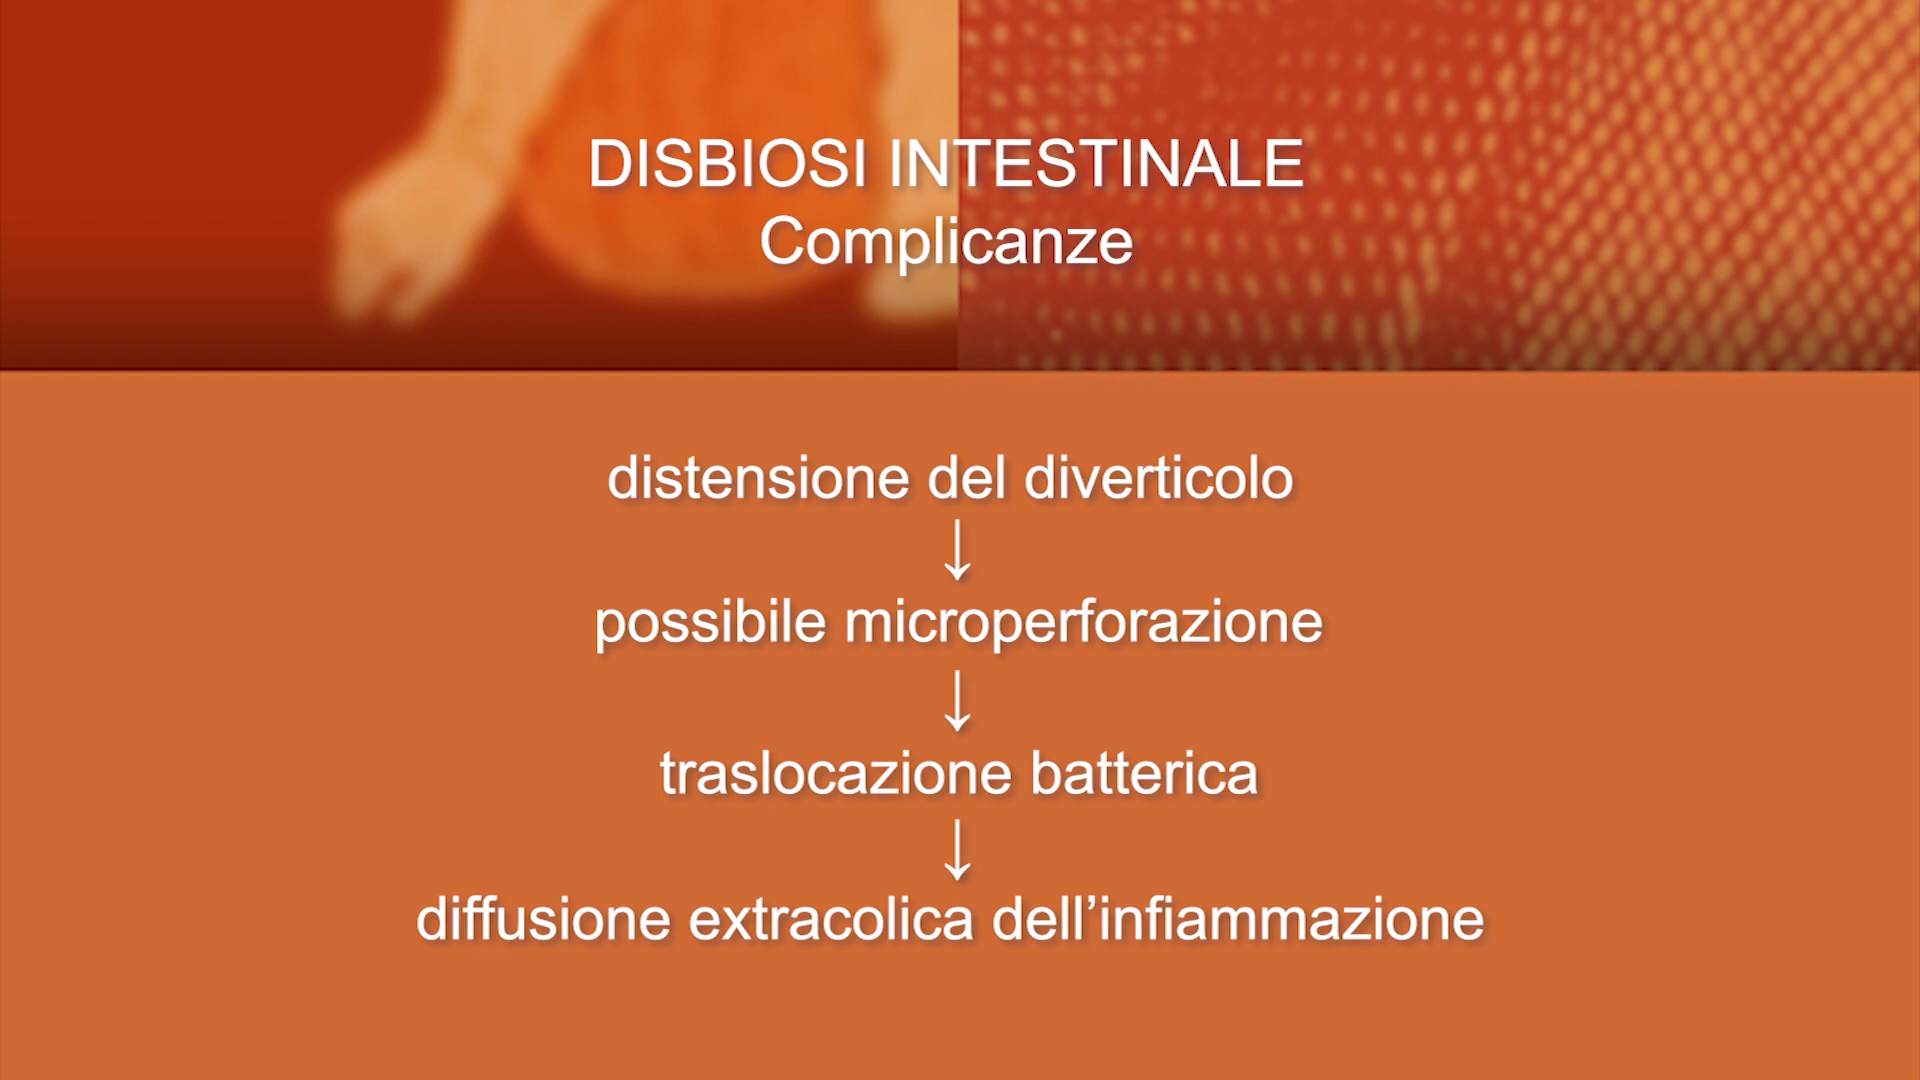 DISBIOSI INTESTINALE
Complicanze
distensione del diverticolo
↓
possibile microperforazione
↓
traslocazione batterica
↓
diffusione extracolica dell’infiammazione